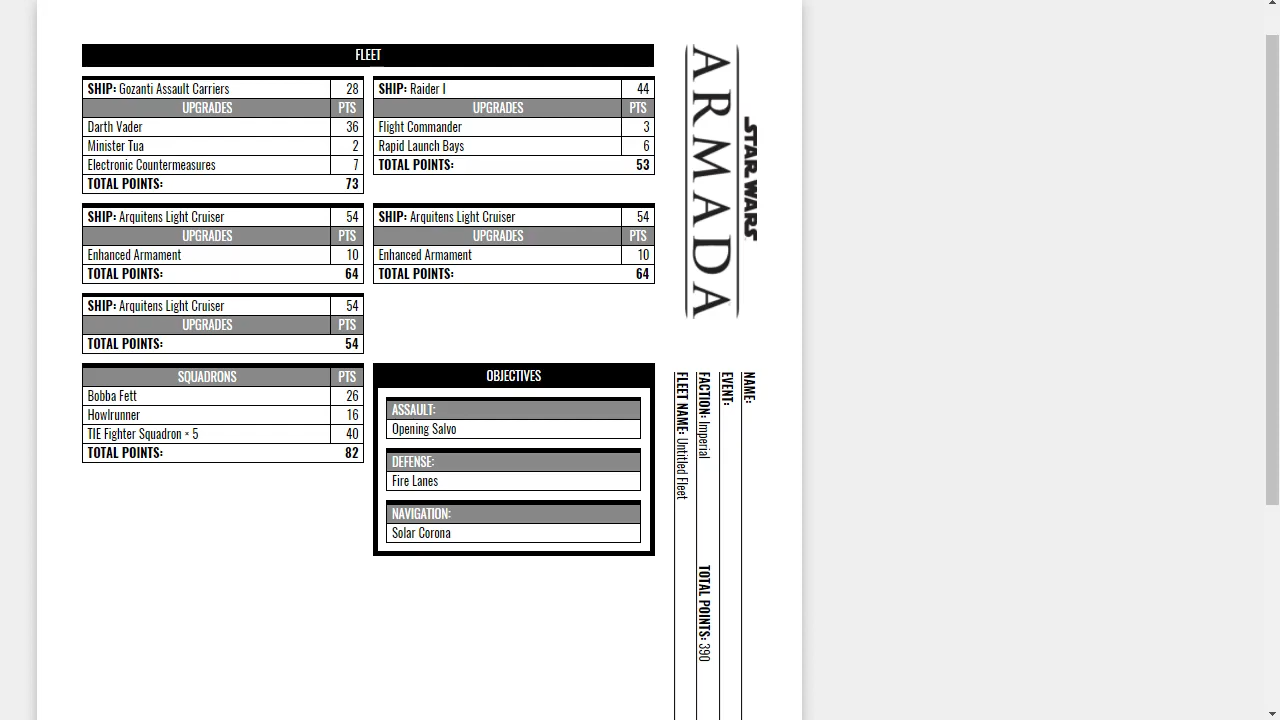 FLEET
SHIP: Gozanti Assault Carriers 28
UPGRADES PTS
Darth Vader 36
Minister Tua 2
Electronic Countermeasures 7
TOTAL POINTS: 73
SHIP: Raider I 44
UPGRADES PTS
Flight Commander 3
Rapid Launch Bays 6
TOTAL POINTS: 53
SHIP: Arquitens Light Cruiser 54
UPGRADES PTS
Enhanced Armament 10
TOTAL POINTS: 64
SHIP: Arquitens Light Cruiser 54
UPGRADES PTS
Enhanced Armament 10
TOTAL POINTS: 64
SHIP: Arquitens Light Cruiser 54
UPGRADES PTS
TOTAL POINTS: 54
SQUADRONS PTS
Bobba Fett 26
Howlrunner 16
TIE Fighter Squadron × 5 40
TOTAL POINTS: 82
OBJECTIVES
ASSAULT:
Opening Salvo
DEFENSE:
Fire Lanes
NAVIGATION:
Solar Corona
STAR WARS
ARMADA
NAME:
EVENT:
FACTION: Imperial TOTAL POINTS: 390
FLEET NAME: Untitled Fleet